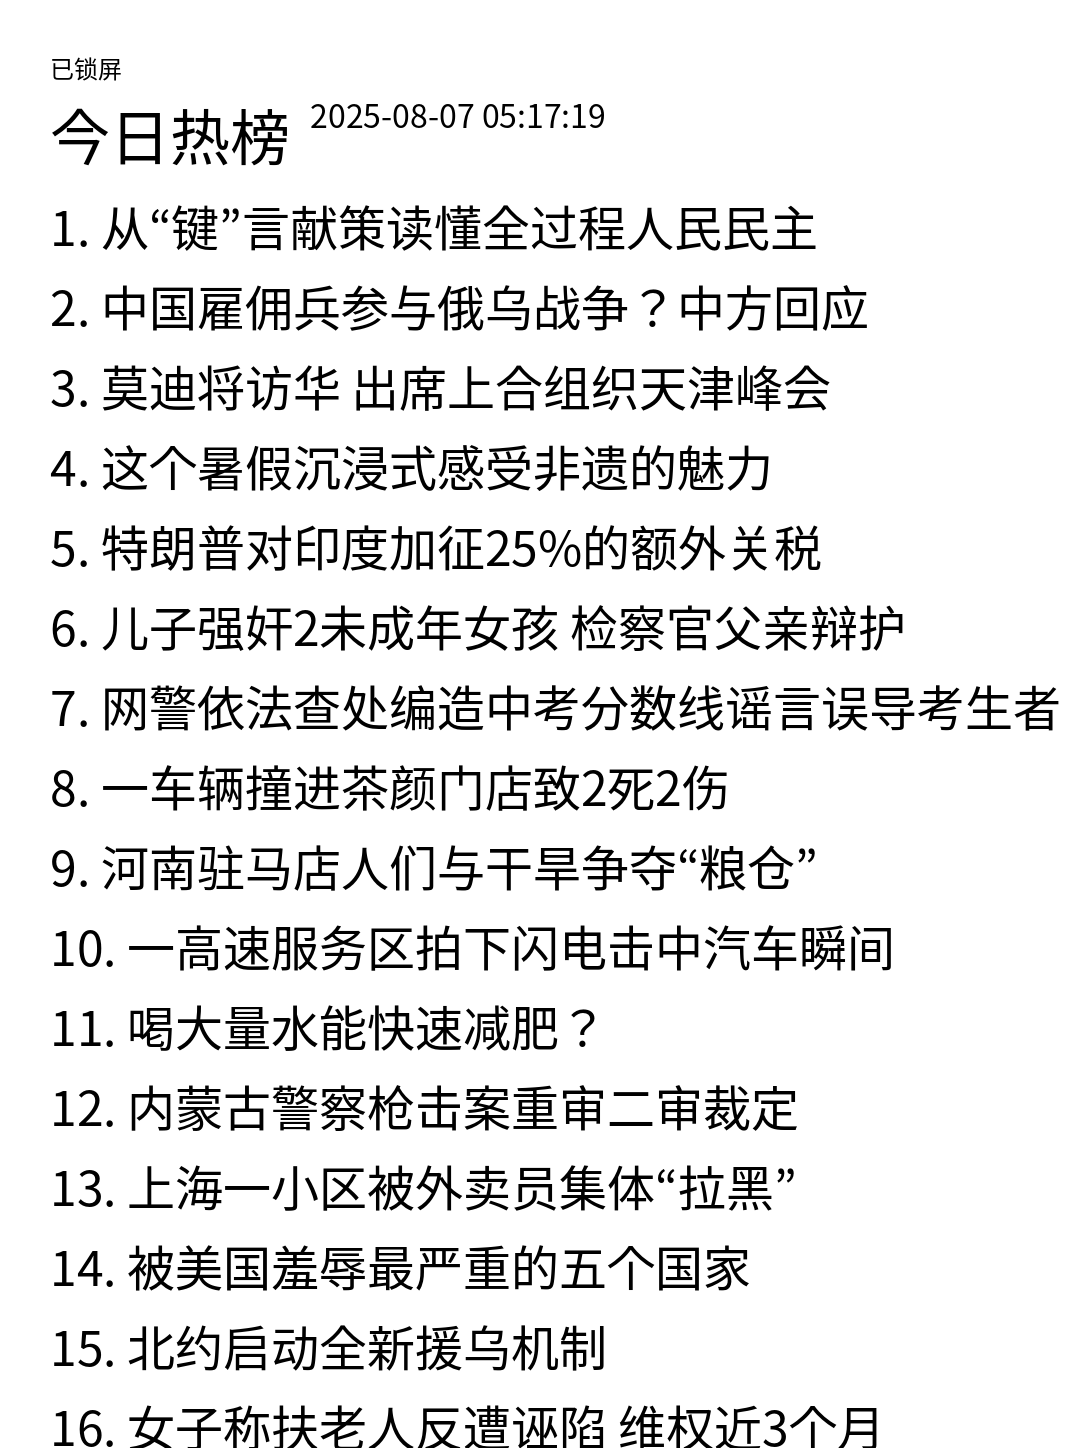 已锁屏
今日热榜 2025-08-07 05:17:19
1. 从“键”言献策读懂全过程人民民主
2. 中国雇佣兵参与俄乌战争？中方回应
3. 莫迪将访华 出席上合组织天津峰会
4. 这个暑假沉浸式感受非遗的魅力
5. 特朗普对印度加征25%的额外关税
6. 儿子强奸2未成年女孩 检察官父亲辩护
7. 网警依法查处编造中考分数线谣言误导考生者
8. 一车辆撞进茶颜门店致2死2伤
9. 河南驻马店人们与干旱争夺“粮仓”
10. 一高速服务区拍下闪电击中汽车瞬间
11. 喝大量水能快速减肥？
12. 内蒙古警察枪击案重审二审裁定
13. 上海一小区被外卖员集体“拉黑”
14. 被美国羞辱最严重的五个国家
15. 北约启动全新援乌机制
16. 女子称扶老人反遭诬陷 维权近3个月